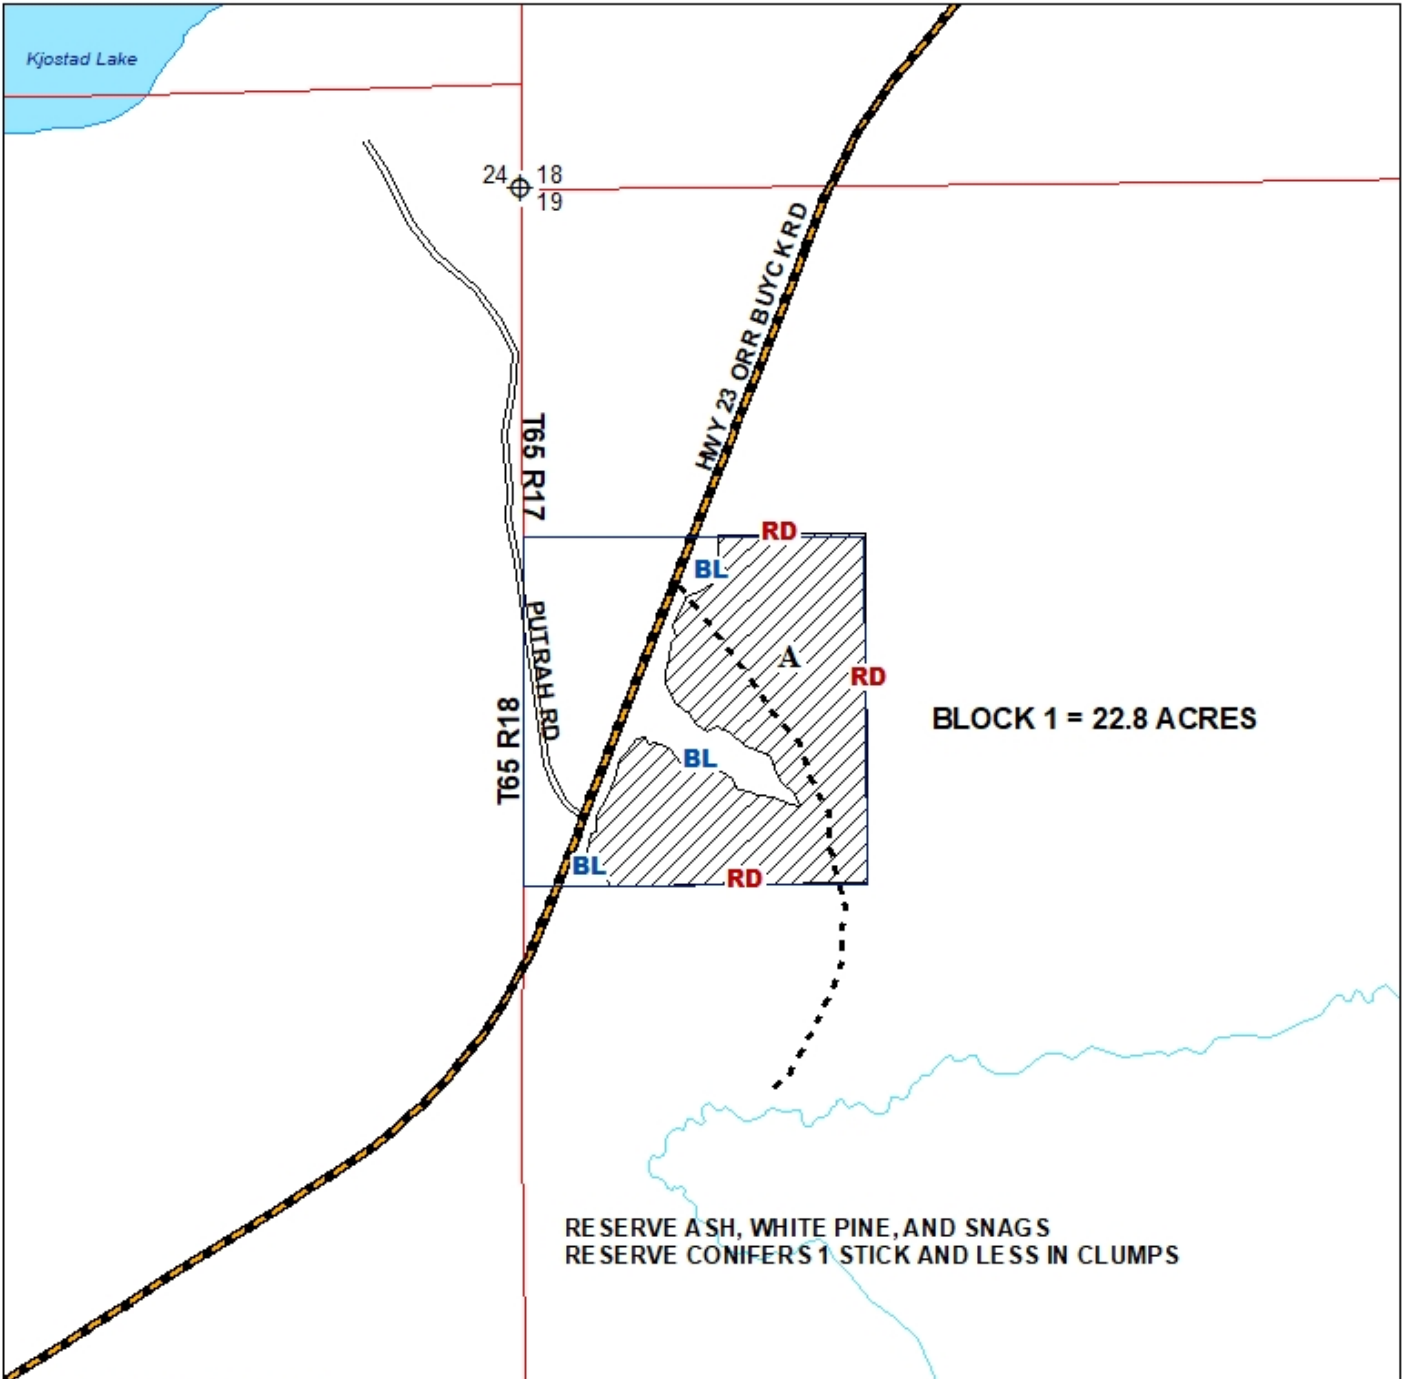 Kjostad Lake
24 18
19
HWY 23 ORR BUYCK RD
T65 R17
RD
BL
PUTRAH RD
A
RD
T65 R18
BLOCK 1 = 22.8 ACRES
BL
BL
RD
RESERVE ASH, WHITE PINE, AND SNAGS
RESERVE CONIFERS 1 STICK AND LESS IN CLUMPS